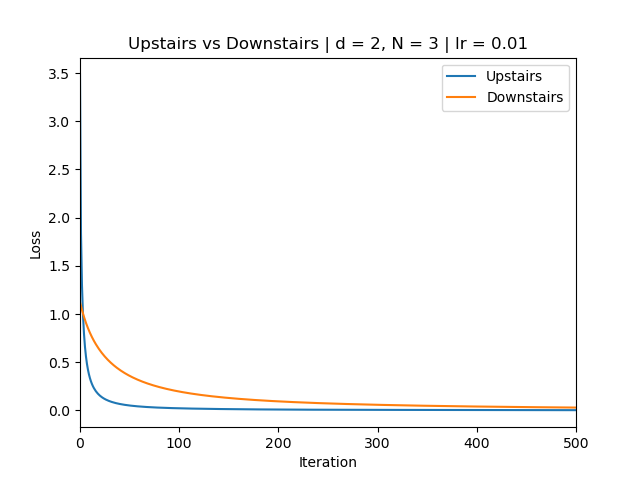 Upstairs vs Downstairs | d = 2, N = 3 | lr = 0.01
Upstairs
Downstairs
Loss
3.5
3.0
2.5
2.0
1.5
1.0
0.5
0.0
0 100 200 300 400 500
Iteration